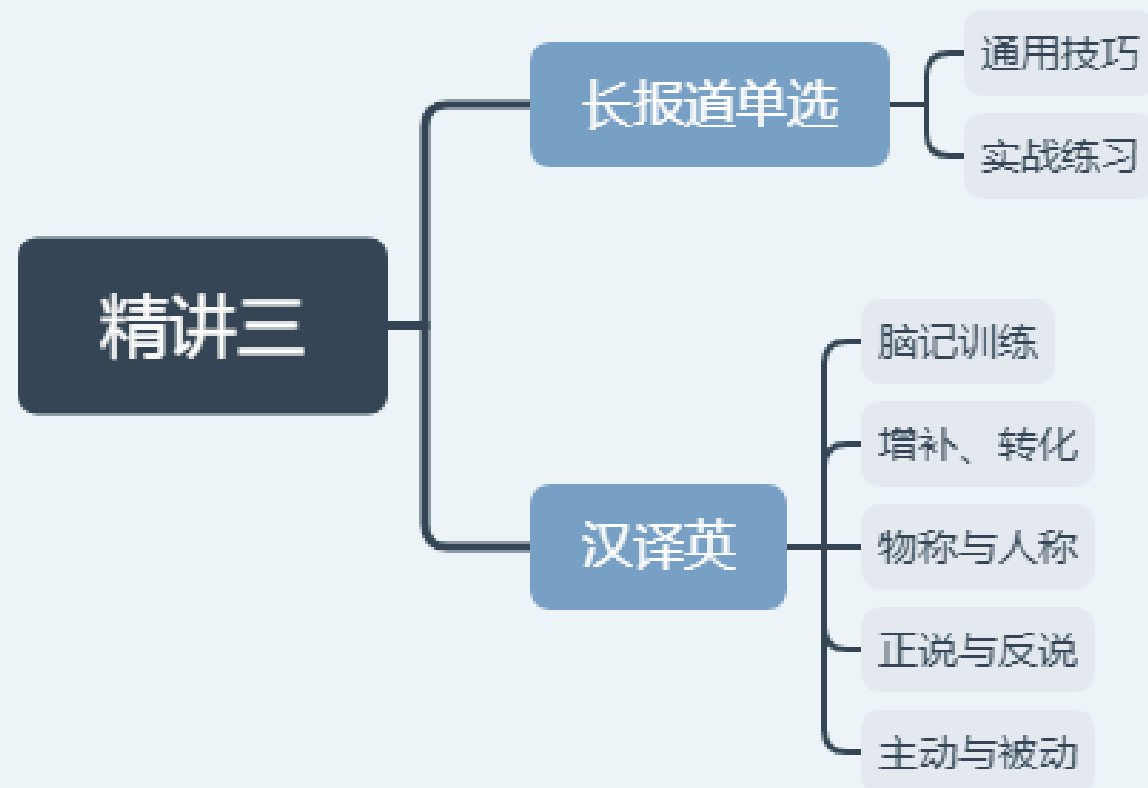 精讲三
长报道单选
通用技巧
实战练习
汉译英
脑记训练
增补、转化
物称与人称
正说与反说
主动与被动